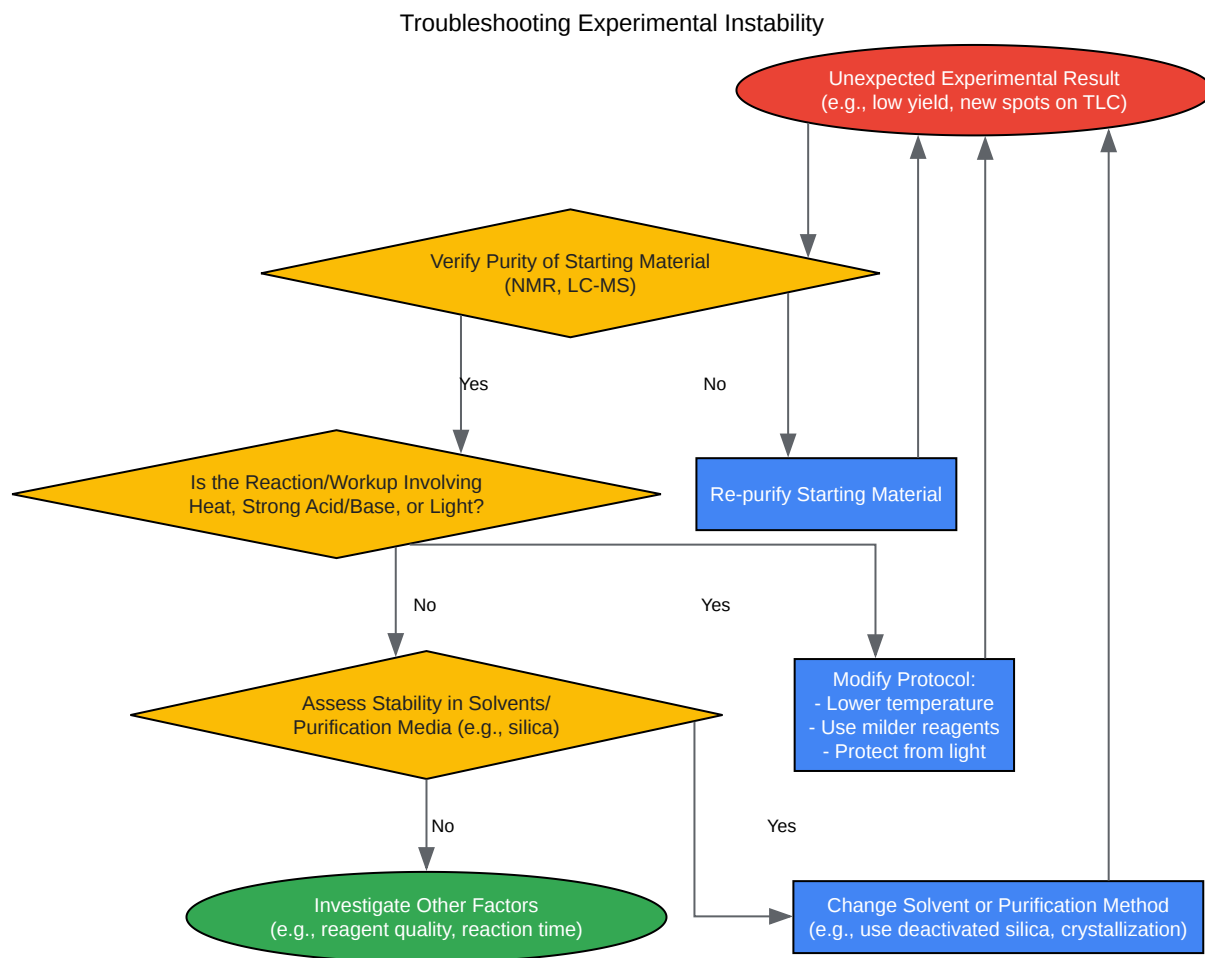 Troubleshooting Experimental Instability
Unexpected Experimental Result
(e.g., low yield, new spots on TLC)
Verify Purity of Starting Material
(NMR, LC-MS)
Yes
No
Is the Reaction/Workup Involving
Heat, Strong Acid/Base, or Light?
Re-purify Starting Material
No
Yes
Assess Stability in Solvents/
Purification Media (e.g., silica)
Modify Protocol:
- Lower temperature
- Use milder reagents
- Protect from light
No
Yes
Investigate Other Factors
(e.g., reagent quality, reaction time)
Change Solvent or Purification Method
(e.g., use deactivated silica, crystallization)